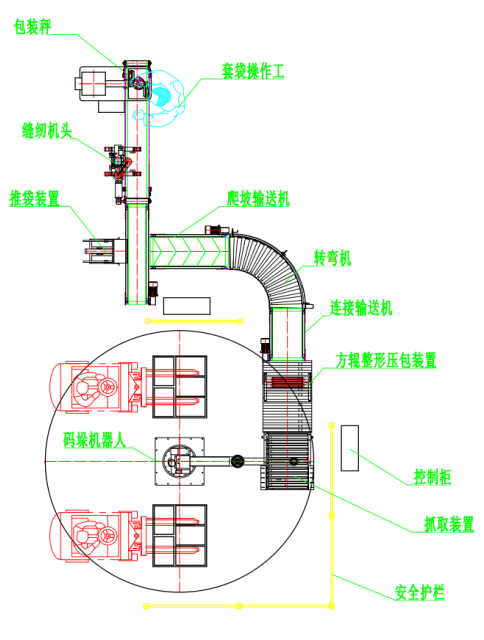 包装秤
套袋操作工
缝纫机头
推袋装置
爬坡输送机
转弯机
连接输送机
方辊整形压包装置
码垛机器人
控制柜
抓取装置
安全护栏